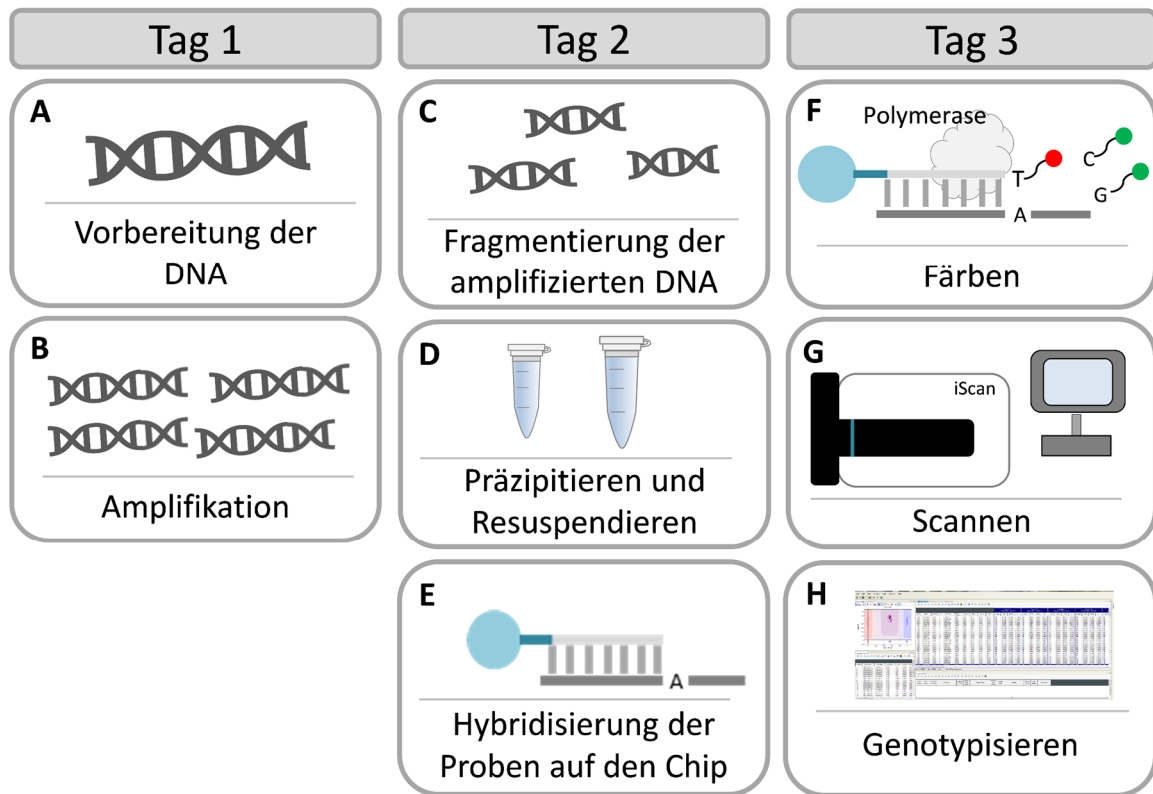 Tag 1
A
Vorbereitung der
DNA
B
Amplifikation
Tag 2
C
Fragmentierung der
amplifizierten DNA
D
Präzipitieren und
Resuspendieren
E
A
Hybridisierung der
Proben auf den Chip
Tag 3
F
Polymerase
T
C
G
A
Färben
G
iScan
Scannen
H
Genotypisieren